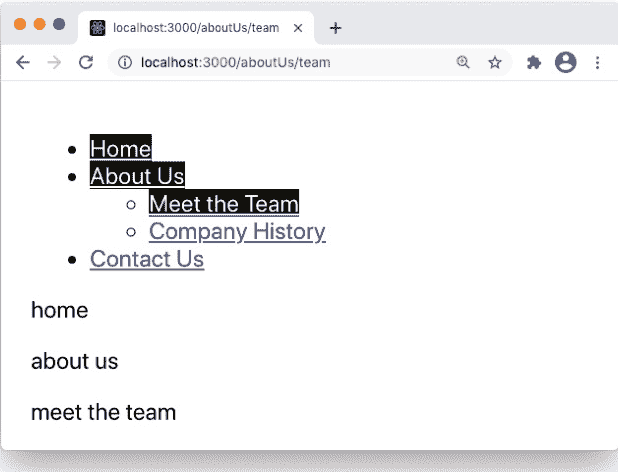 localhost:3000/aboutUs/team
localhost:3000/aboutUs/team
Home
About Us
Meet the Team
Company History
Contact Us
home
about us
meet the team